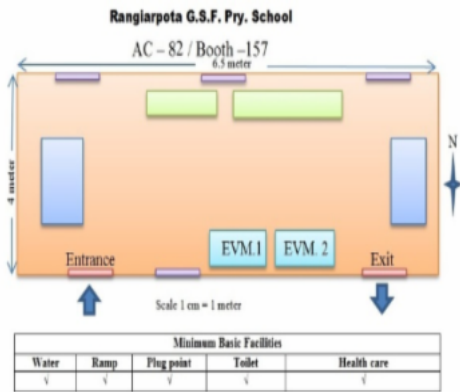 Rangiarpota G.S.F. Pry. School
AC – 82 / Booth –157
6.5 meter
4 meter
N
EVM.1 EVM. 2
Entrance Exit
Scale 1 cm = 1 meter
Minimum Basic Facilities
Water Ramp Plug point Toilet Health care
√ √ √ √ √